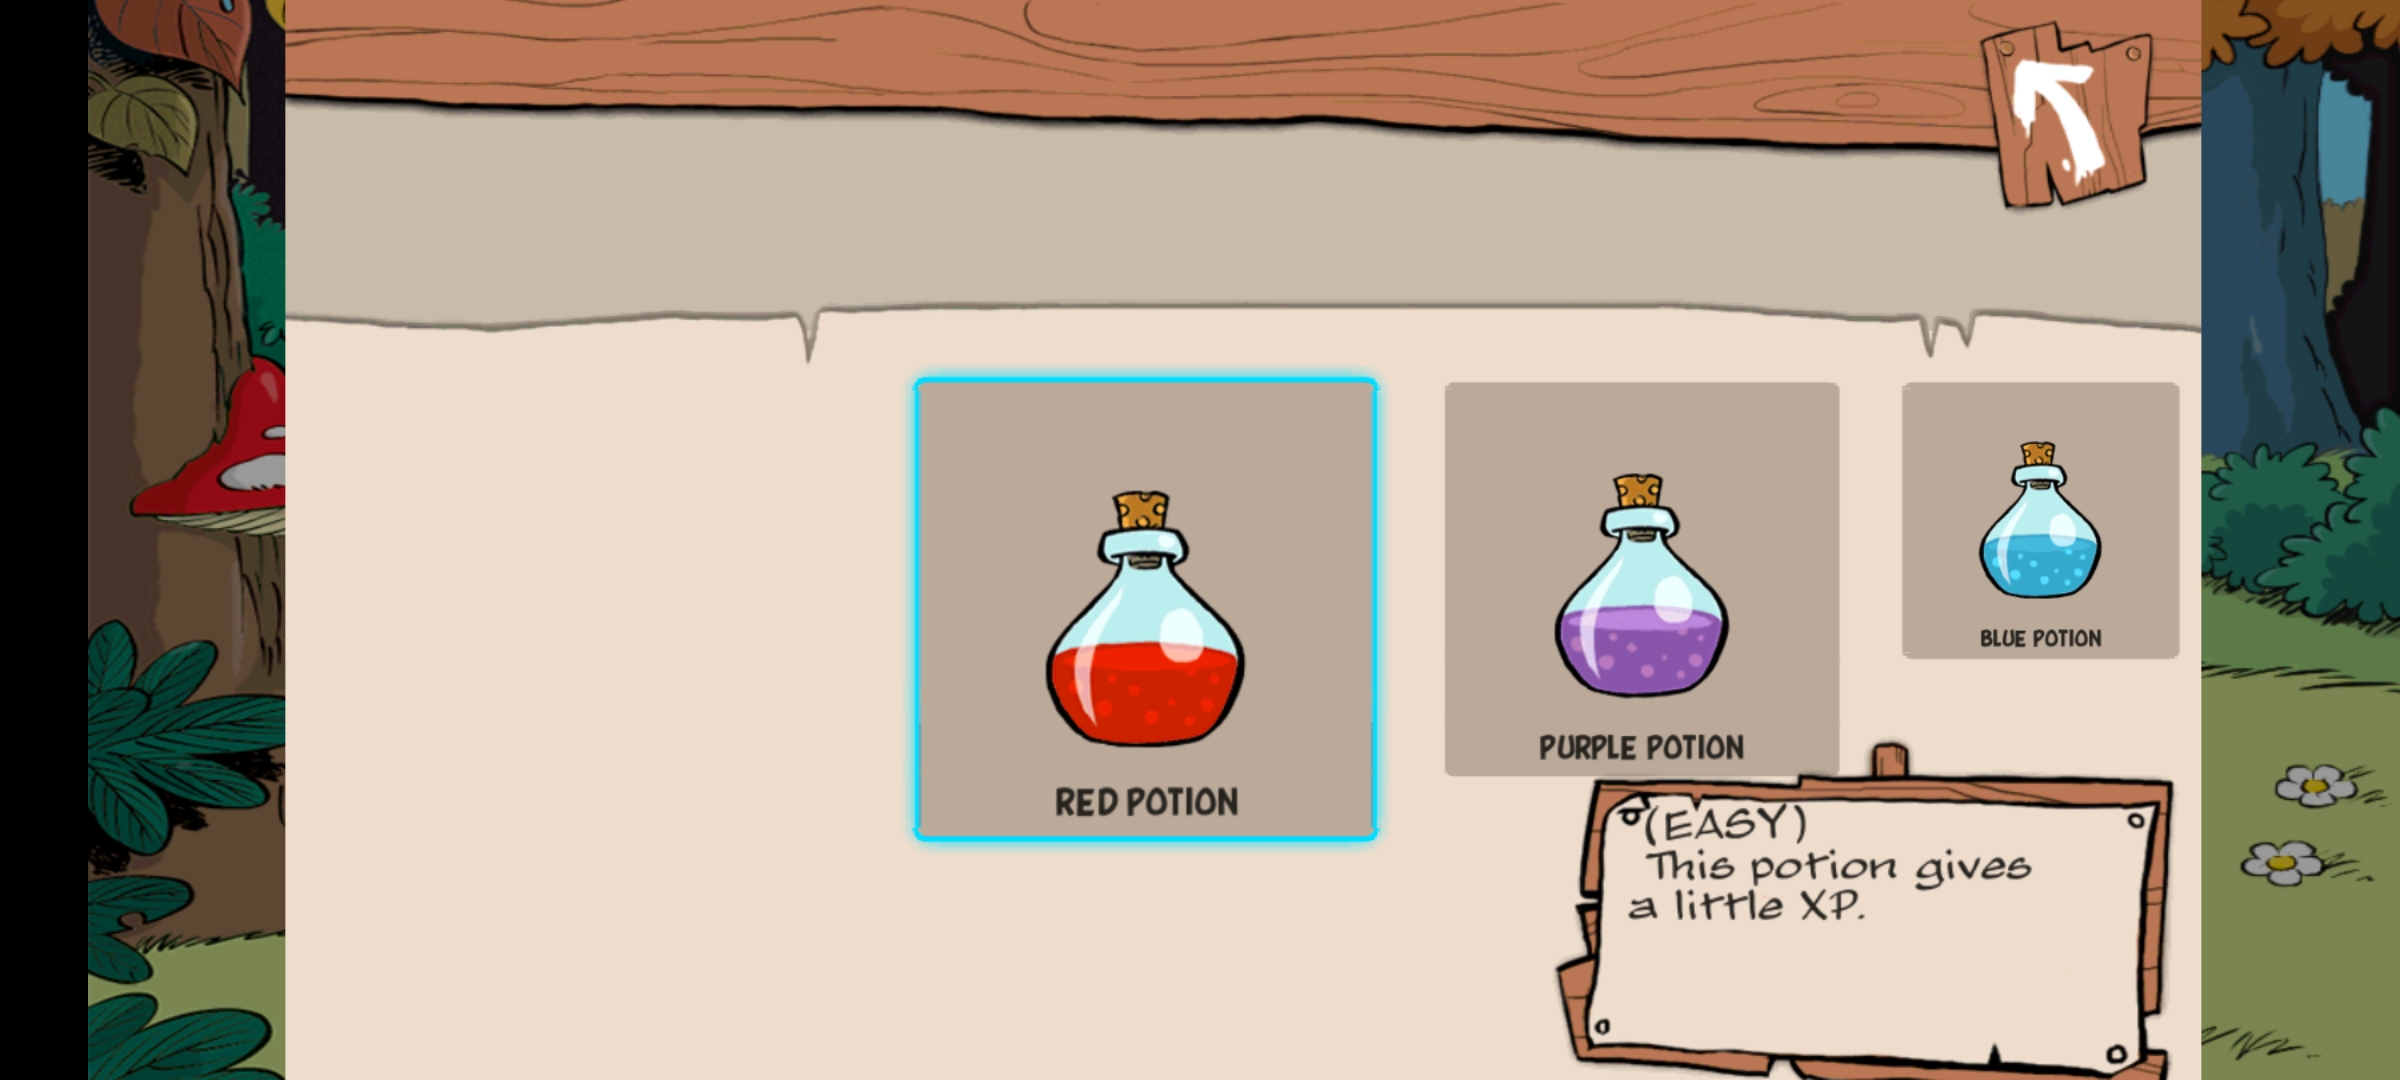 RED POTION
PURPLE POTION
BLUE POTION
(EASY)
This potion gives
a little XP.